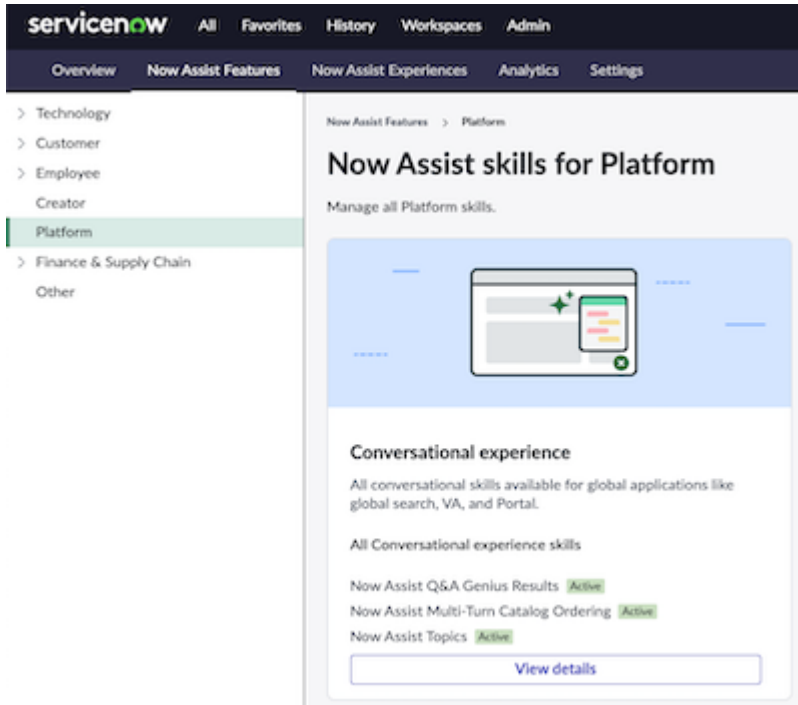 servicenow All Favorites History Workspaces Admin
Overview Now Assist Features Now Assist Experiences Analytics Settings
Technology
Customer
Employee
Creator
Platform
Finance & Supply Chain
Other
Now Assist Features > Platform
Now Assist skills for Platform
Manage all Platform skills.
Conversational experience
All conversational skills available for global applications like
global search, VA, and Portal.
All Conversational experience skills
Now Assist Q&A Genius Results Active
Now Assist Multi-Turn Catalog Ordering Active
Now Assist Topics Active
View details